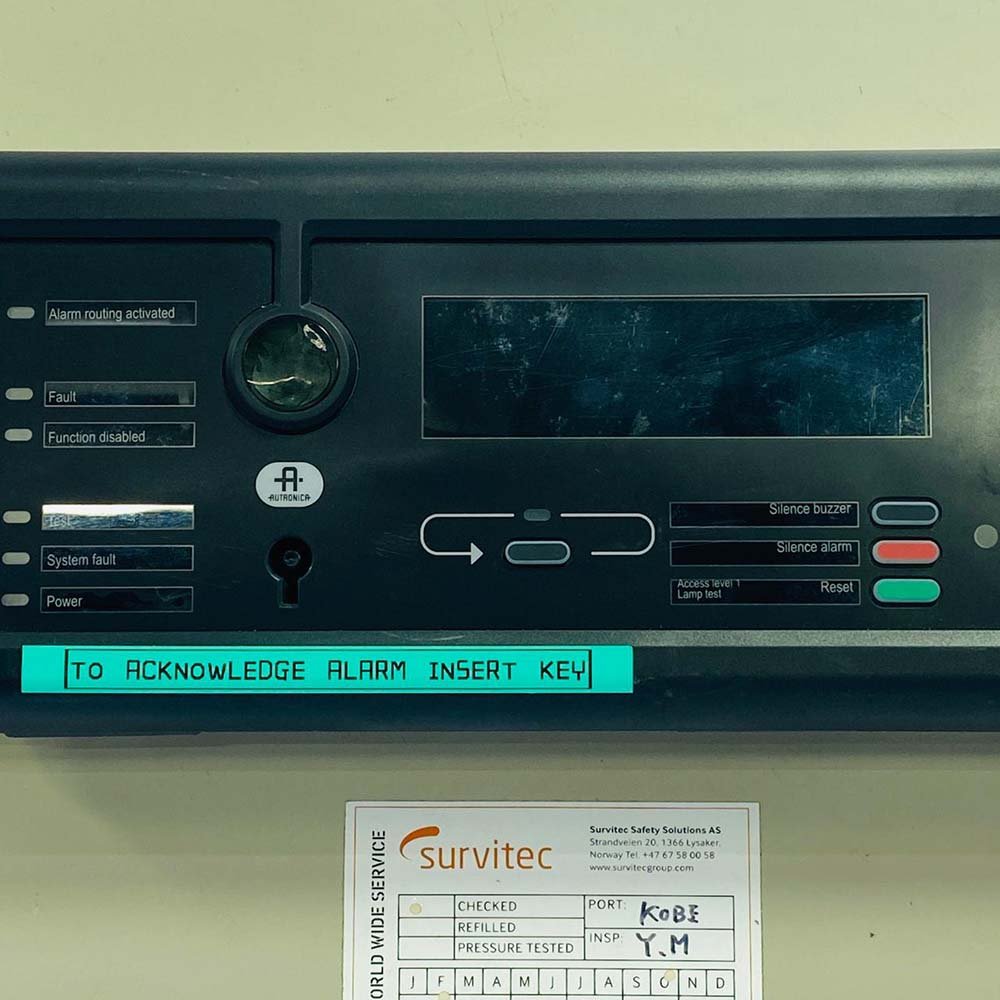 Alarm routing activated
Fault
Function disabled
Test
System fault
Power
AUTRONICA
Silence buzzer
Silence alarm
Access level 1
Lamp test
Reset
TO ACKNOWLEDGE ALARM INSERT KEY
ORLD WIDE SERVICE
survitec
Survitec Safety Solutions AS
Strandveien 20, 1366 Lysaker,
Norway Tel. +47 67 58 00 58
www.survitecgroup.com
CHECKED
REFILLED
PRESSURE TESTED
PORT: KOBE
INSP: Y.M
J F M A M J J A S O N D